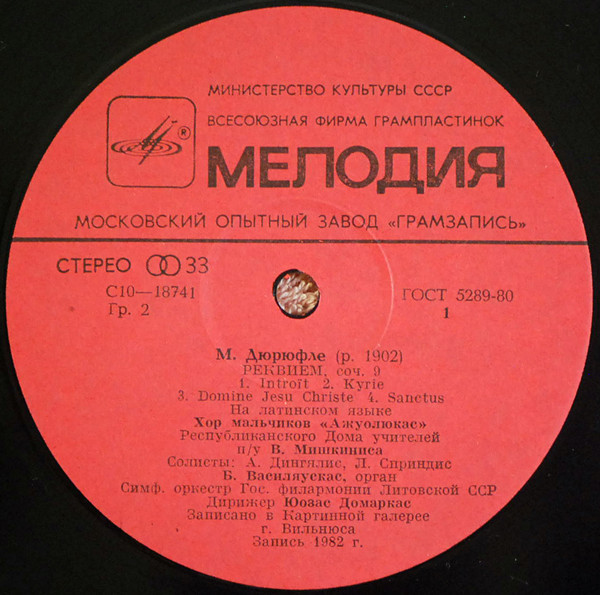 МИНИСТЕРСТВО КУЛЬТУРЫ СССР
ВСЕСОЮЗНАЯ ФИРМА ГРАМПЛАСТИНОК
®
МЕЛОДИЯ
МОСКОВСКИЙ ОПЫТНЫЙ ЗАВОД «ГРАМЗАПИСЬ»
СТЕРЕО 33
С10—18741
ГОСТ 5289-80
Гр. 2
1
М. Дюрюфле (р. 1902)
РЕКВИЕМ, соч. 9
1. Introït 2. Kyrie
3. Domine Jesu Christe 4. Sanctus
На латинском языке
Хор мальчиков «Ажуолюкас»
Республиканского Дома учителей
п/у В. Мишкиниса
Солисты: А. Дингялис, Л. Сприндис
Б. Василяускас, орган
Симф. оркестр Гос. филармонии Литовской ССР
Дирижер Юозас Домаркас
Записано в Картинной галерее
г. Вильнюса
Запись 1982 г.